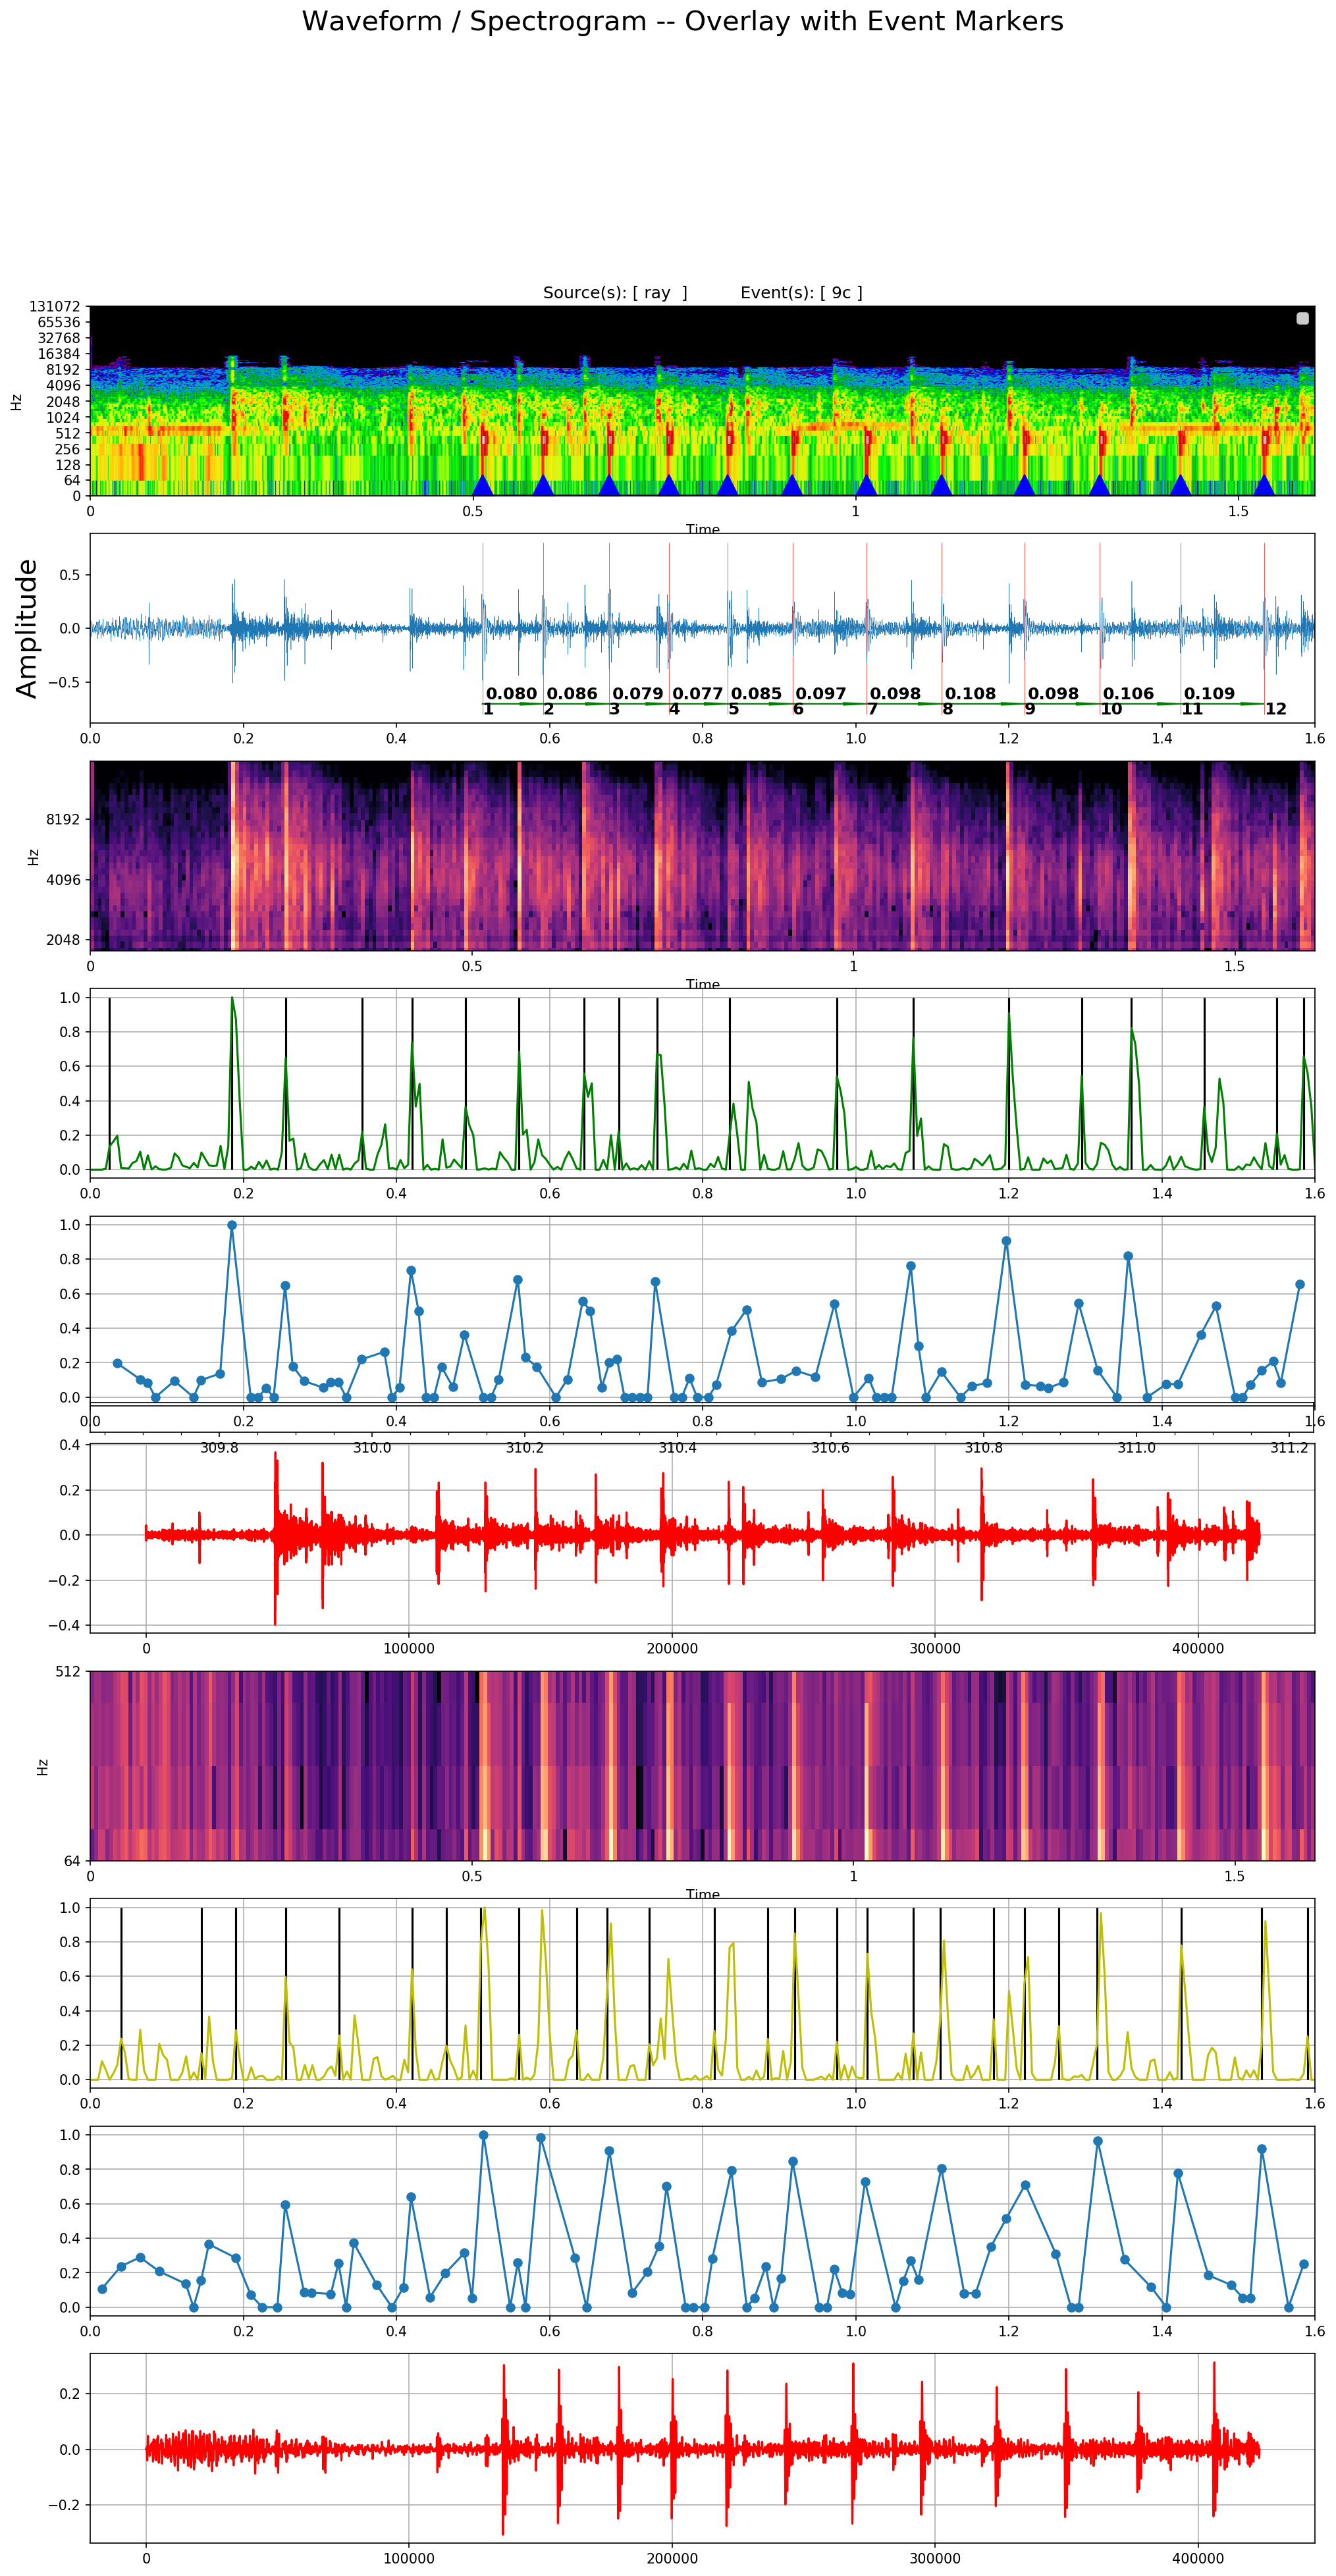 Waveform / Spectrogram -- Overlay with Event Markers
Source(s): [ ray ] Event(s): [ 9c ]
131072
65536
32768
16384
8192
4096
2048
1024
512
256
128
64
0
Hz
0 0.5 1 1.5
Time
Amplitude
0.5
0.0
−0.5
0.080 0.086 0.079 0.077 0.085 0.097 0.098 0.108 0.098 0.106 0.109
1 2 3 4 5 6 7 8 9 10 11 12
0.0 0.2 0.4 0.6 0.8 1.0 1.2 1.4 1.6
Hz
8192
4096
2048
0 0.5 1 1.5
Time
1.0
0.8
0.6
0.4
0.2
0.0
0.0 0.2 0.4 0.6 0.8 1.0 1.2 1.4 1.6
1.0
0.8
0.6
0.4
0.2
0.0
0.0 0.2 0.4 0.6 0.8 1.0 1.2 1.4 1.6
309.8 310.0 310.2 310.4 310.6 310.8 311.0 311.2
0.4
0.2
0.0
−0.2
−0.4
0 100000 200000 300000 400000
512
Hz
64
0 0.5 1 1.5
Time
1.0
0.8
0.6
0.4
0.2
0.0
0.0 0.2 0.4 0.6 0.8 1.0 1.2 1.4 1.6
1.0
0.8
0.6
0.4
0.2
0.0
0.0 0.2 0.4 0.6 0.8 1.0 1.2 1.4 1.6
0.2
0.0
−0.2
0 100000 200000 300000 400000